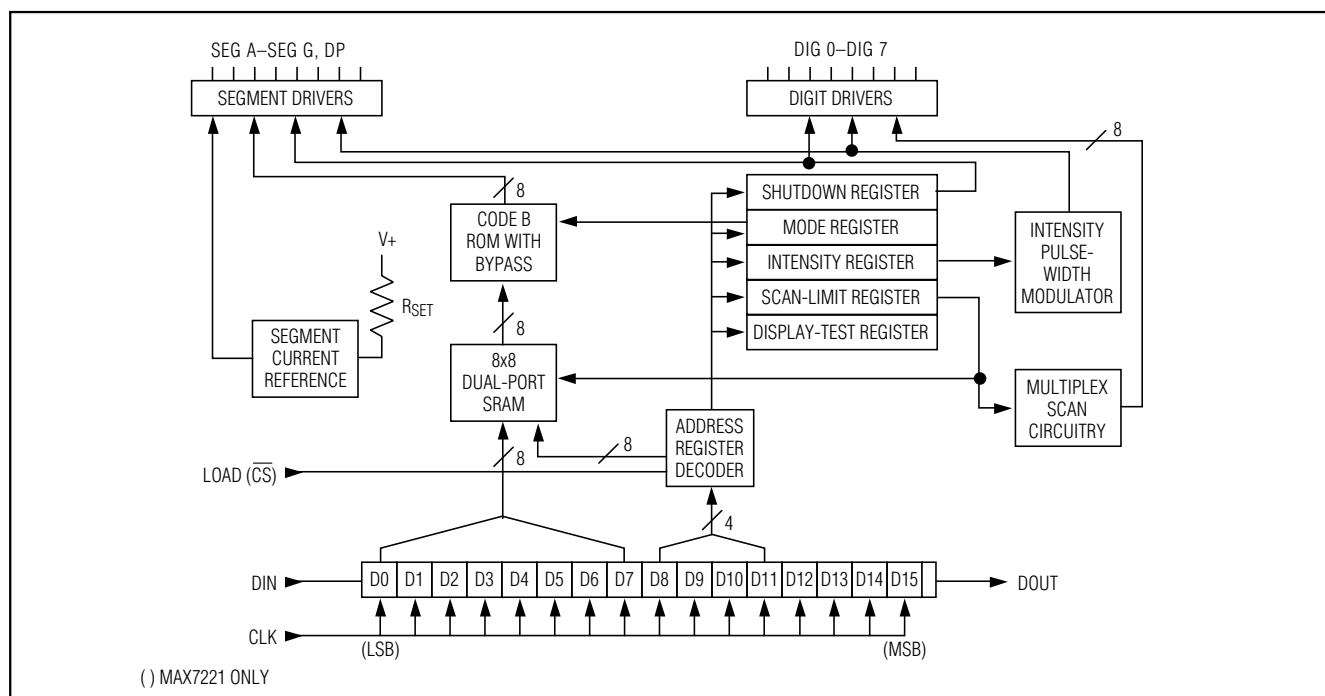 SEG A–SEG G, DP
DIG 0–DIG 7
SEGMENT DRIVERS
DIGIT DRIVERS
8
8
SHUTDOWN REGISTER
MODE REGISTER
INTENSITY REGISTER
SCAN-LIMIT REGISTER
DISPLAY-TEST REGISTER
CODE B
ROM WITH
BYPASS
INTENSITY
PULSE-
WIDTH
MODULATOR
V+
RSET
8
SEGMENT
CURRENT
REFERENCE
8x8
DUAL-PORT
SRAM
MULTIPLEX
SCAN
CIRCUITRY
ADDRESS
REGISTER
DECODER
8
8
LOAD (C̅S̅)
4
DIN
D0 D1 D2 D3 D4 D5 D6 D7 D8 D9 D10 D11 D12 D13 D14 D15
DOUT
CLK
(LSB)
(MSB)
( ) MAX7221 ONLY